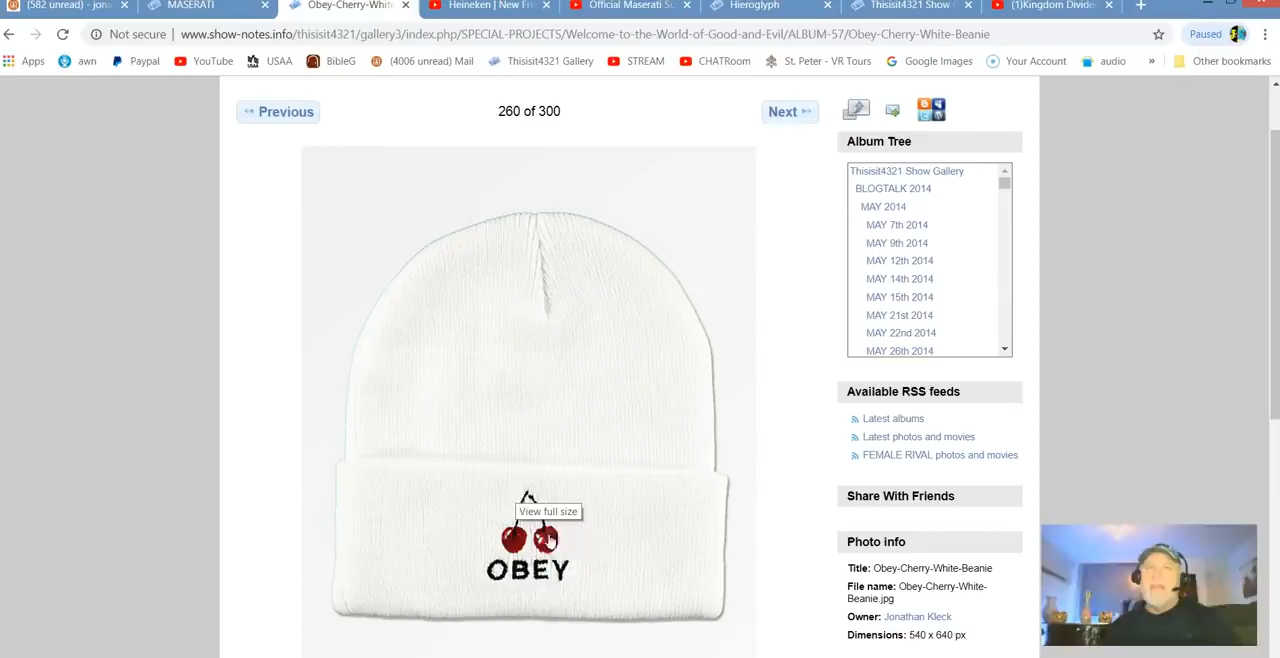 (582 unread) - jona
MASERATI
Obey-Cherry-White-
Heineken | New Fri
Official Maserati Su
Hieroglyph
Thisisit4321 Show
(1)Kingdom Divide
Not secure | www.show-notes.info/thisisit4321/gallery3/index.php/SPECIAL-PROJECTS/Welcome-to-the-World-of-Good-and-Evil/ALBUM-57/Obey-Cherry-White-Beanie
Paused
Apps
awn
Paypal
YouTube
USAA
BibleG
(4006 unread) Mail
Thisisit4321 Gallery
STREAM
CHATRoom
St. Peter - VR Tours
Google Images
Your Account
audio
»
Other bookmarks
Previous
260 of 300
Next
Album Tree
Thisisit4321 Show Gallery
BLOGTALK 2014
MAY 2014
MAY 7th 2014
MAY 9th 2014
MAY 12th 2014
MAY 14th 2014
MAY 15th 2014
MAY 21st 2014
MAY 22nd 2014
MAY 26th 2014
Available RSS feeds
Latest albums
Latest photos and movies
FEMALE RIVAL photos and movies
Share With Friends
View full size
OBEY
Photo info
Title: Obey-Cherry-White-Beanie
File name: Obey-Cherry-White-
Beanie.jpg
Owner: Jonathan Kleck
Dimensions: 540 x 640 px